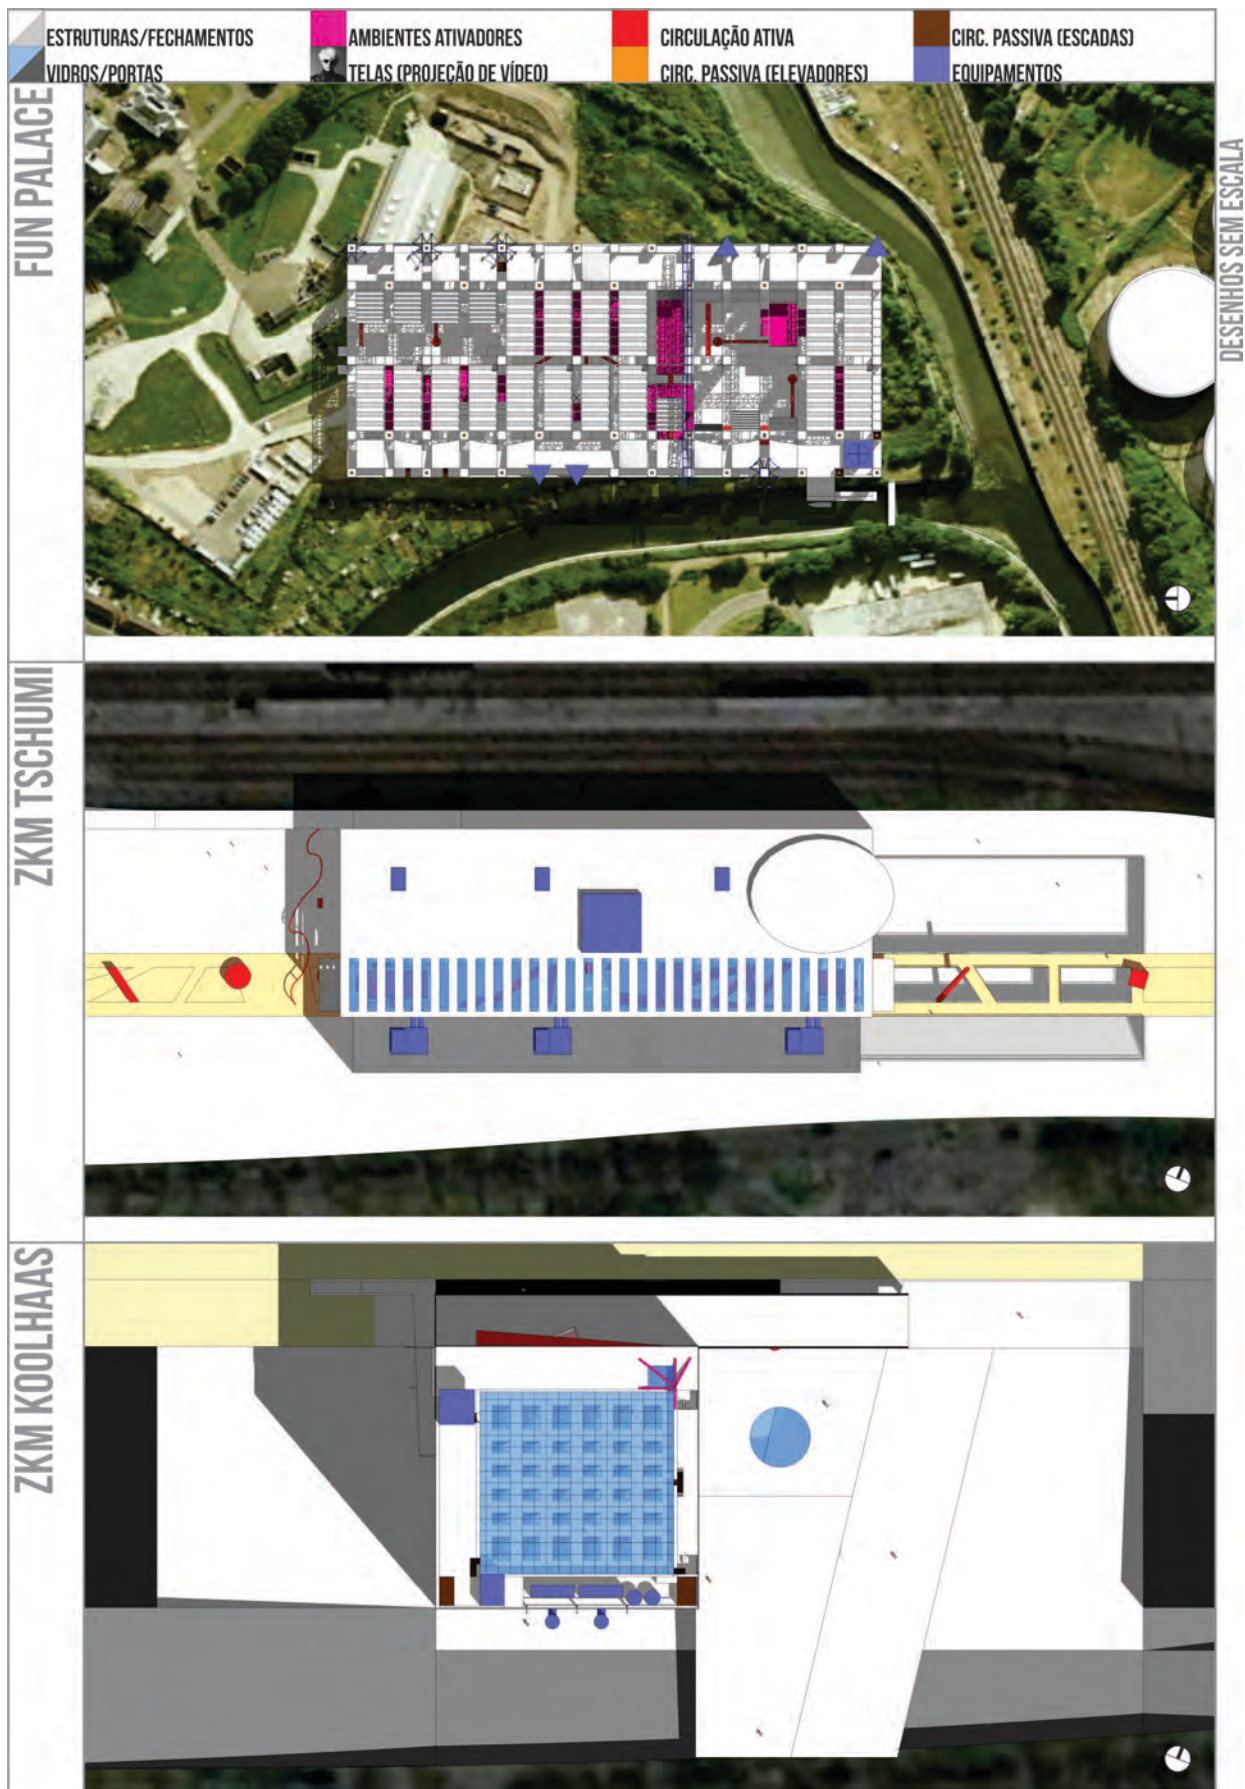 ESTRUTURAS/FECHAMENTOS
VIDROS/PORTAS
AMBIENTES ATIVADORES
TELAS (PROJEÇÃO DE VÍDEO)
CIRCULAÇÃO ATIVA
CIRC. PASSIVA (ELEVADORES)
CIRC. PASSIVA (ESCADAS)
EQUIPAMENTOS
FUN PALACE
DESENHOS SEM ESCALA
ZKM TSCHUMI
ZKM KOOLHAAS